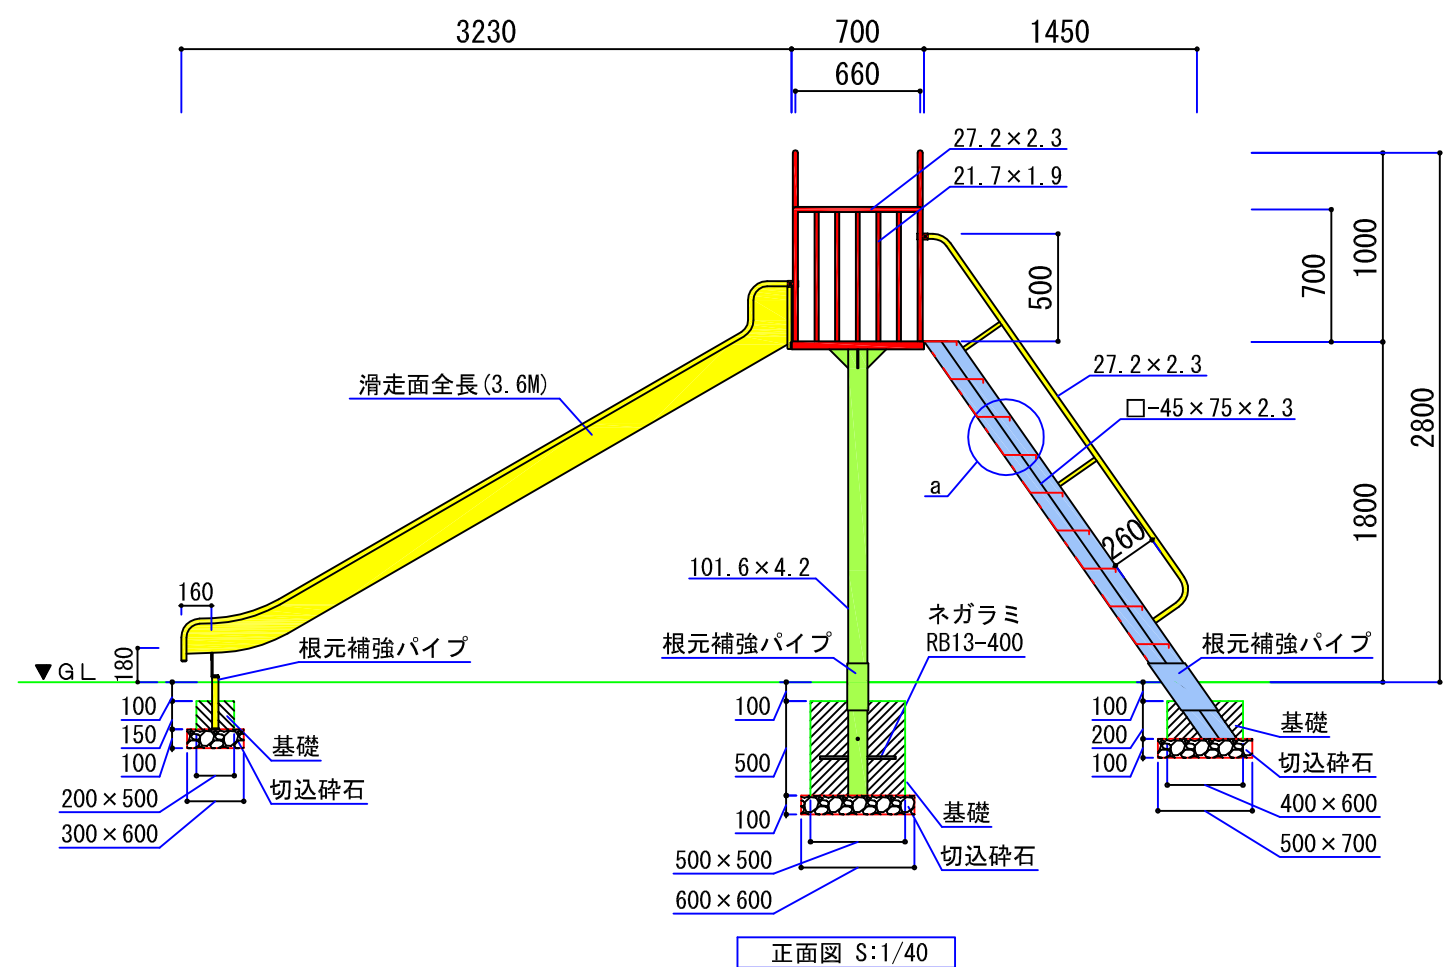 3230
700
1450
660
27.2×2.3
21.7×1.9
500
700
1000
2800
1800
滑走面全長(3.6M)
27.2×2.3
□-45×75×2.3
a
260
101.6×4.2
160
180
▼GL
根元補強パイプ
根元補強パイプ
ネガラミ
RB13-400
根元補強パイプ
100
150
100
基礎
切込砕石
200×500
300×600
100
500
100
基礎
切込砕石
500×500
600×600
100
200
100
基礎
切込砕石
400×600
500×700
正面図 S:1/40